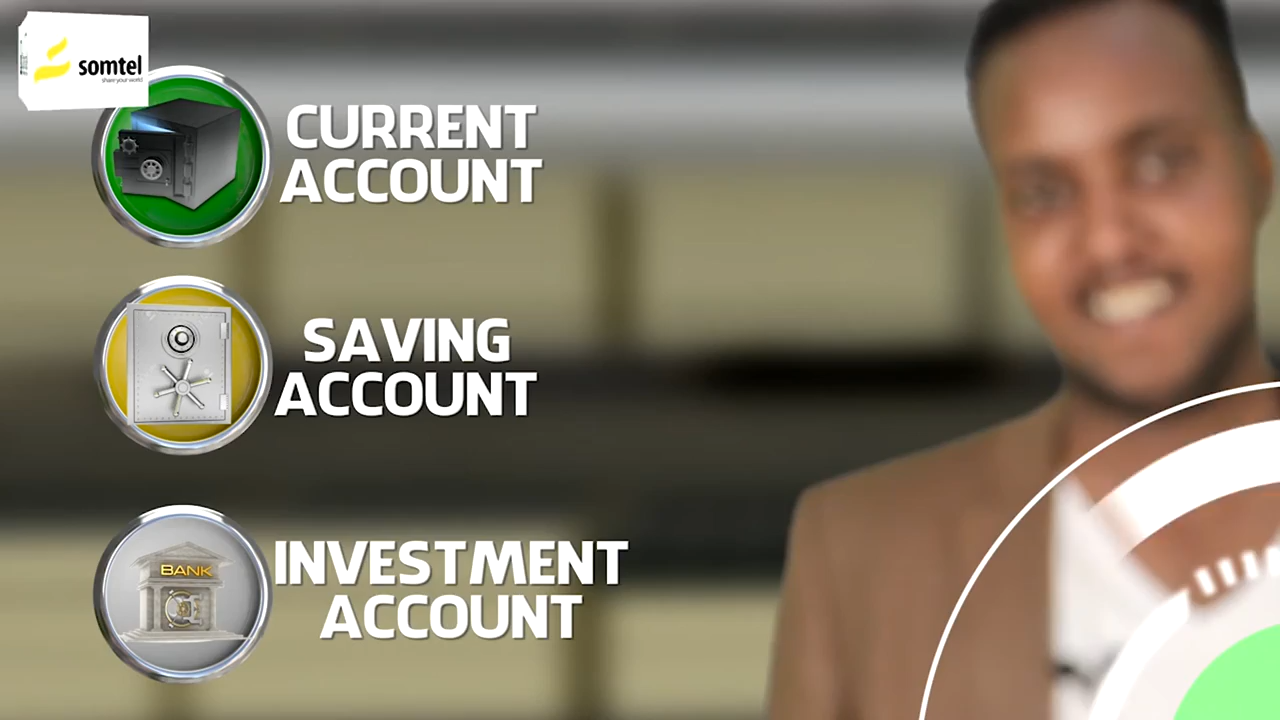 somtel
share your world
CURRENT
ACCOUNT
SAVING
ACCOUNT
BANK
INVESTMENT
ACCOUNT